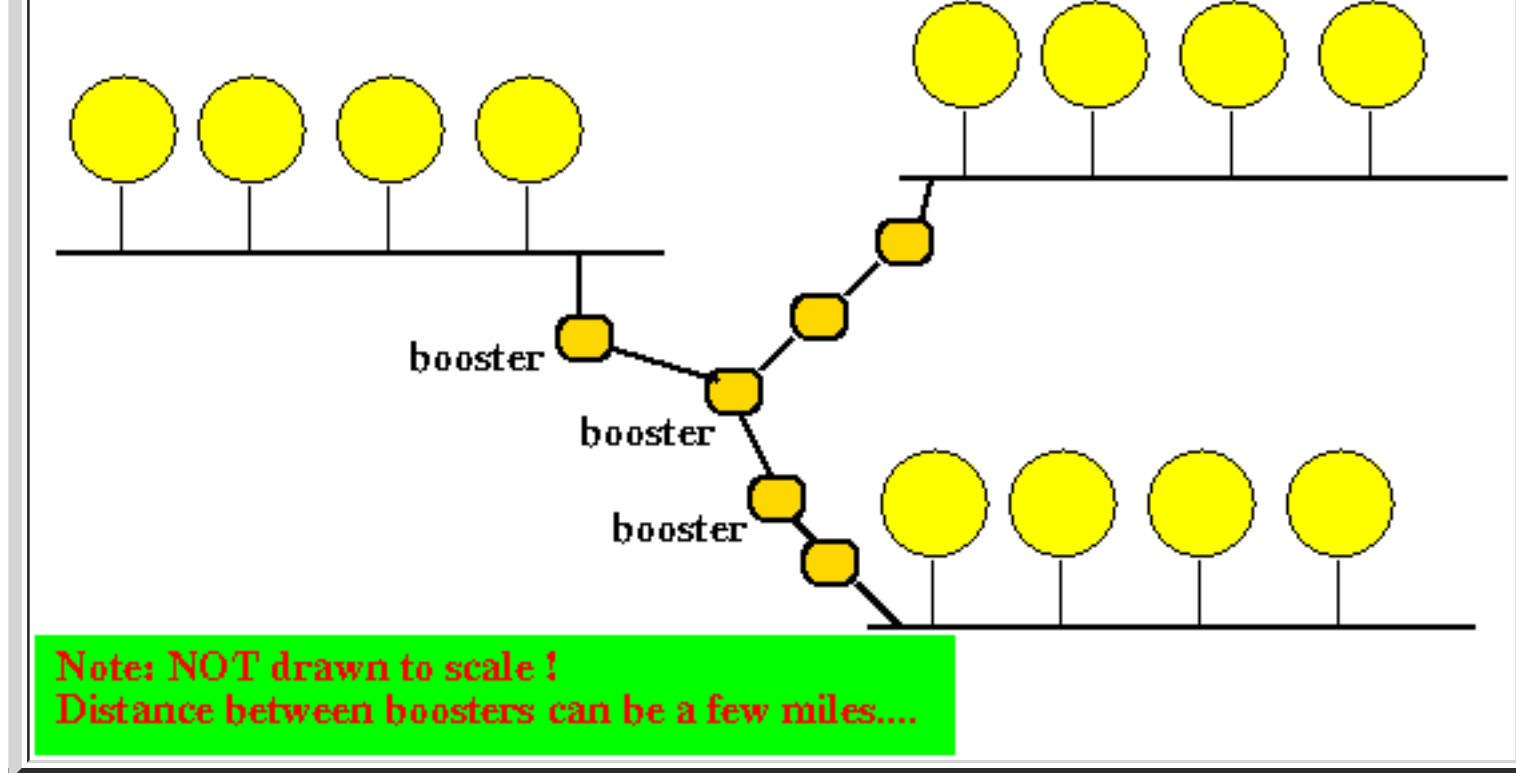 booster
booster
booster
Note: NOT drawn to scale !
Distance between boosters can be a few miles....